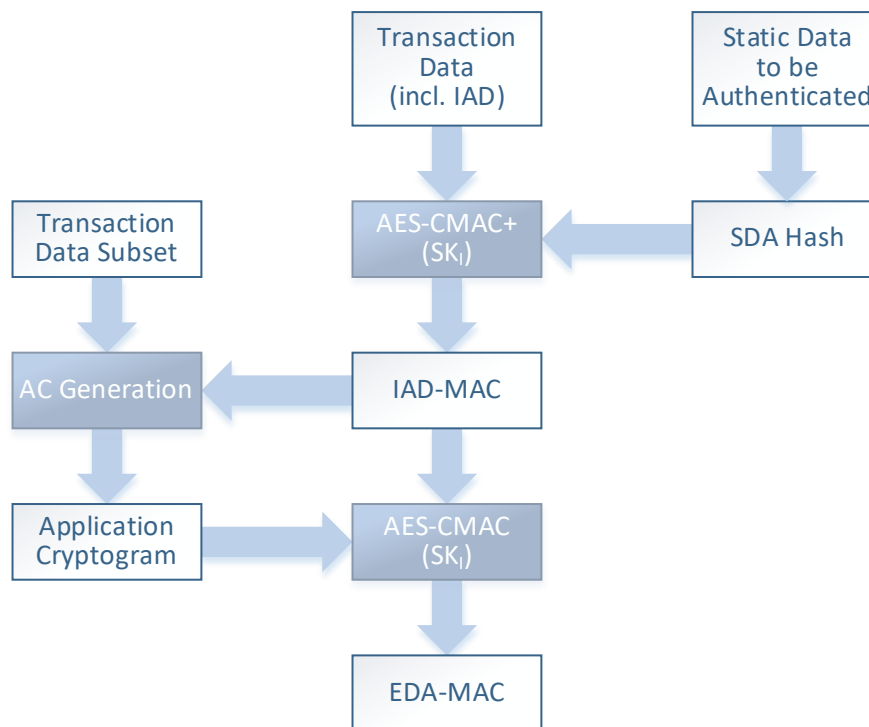 Transaction
Data
(incl. IAD)
Static Data
to be
Authenticated
Transaction
Data Subset
AES-CMAC+
(SKI)
SDA Hash
AC Generation
IAD-MAC
Application
Cryptogram
AES-CMAC
(SKI)
EDA-MAC